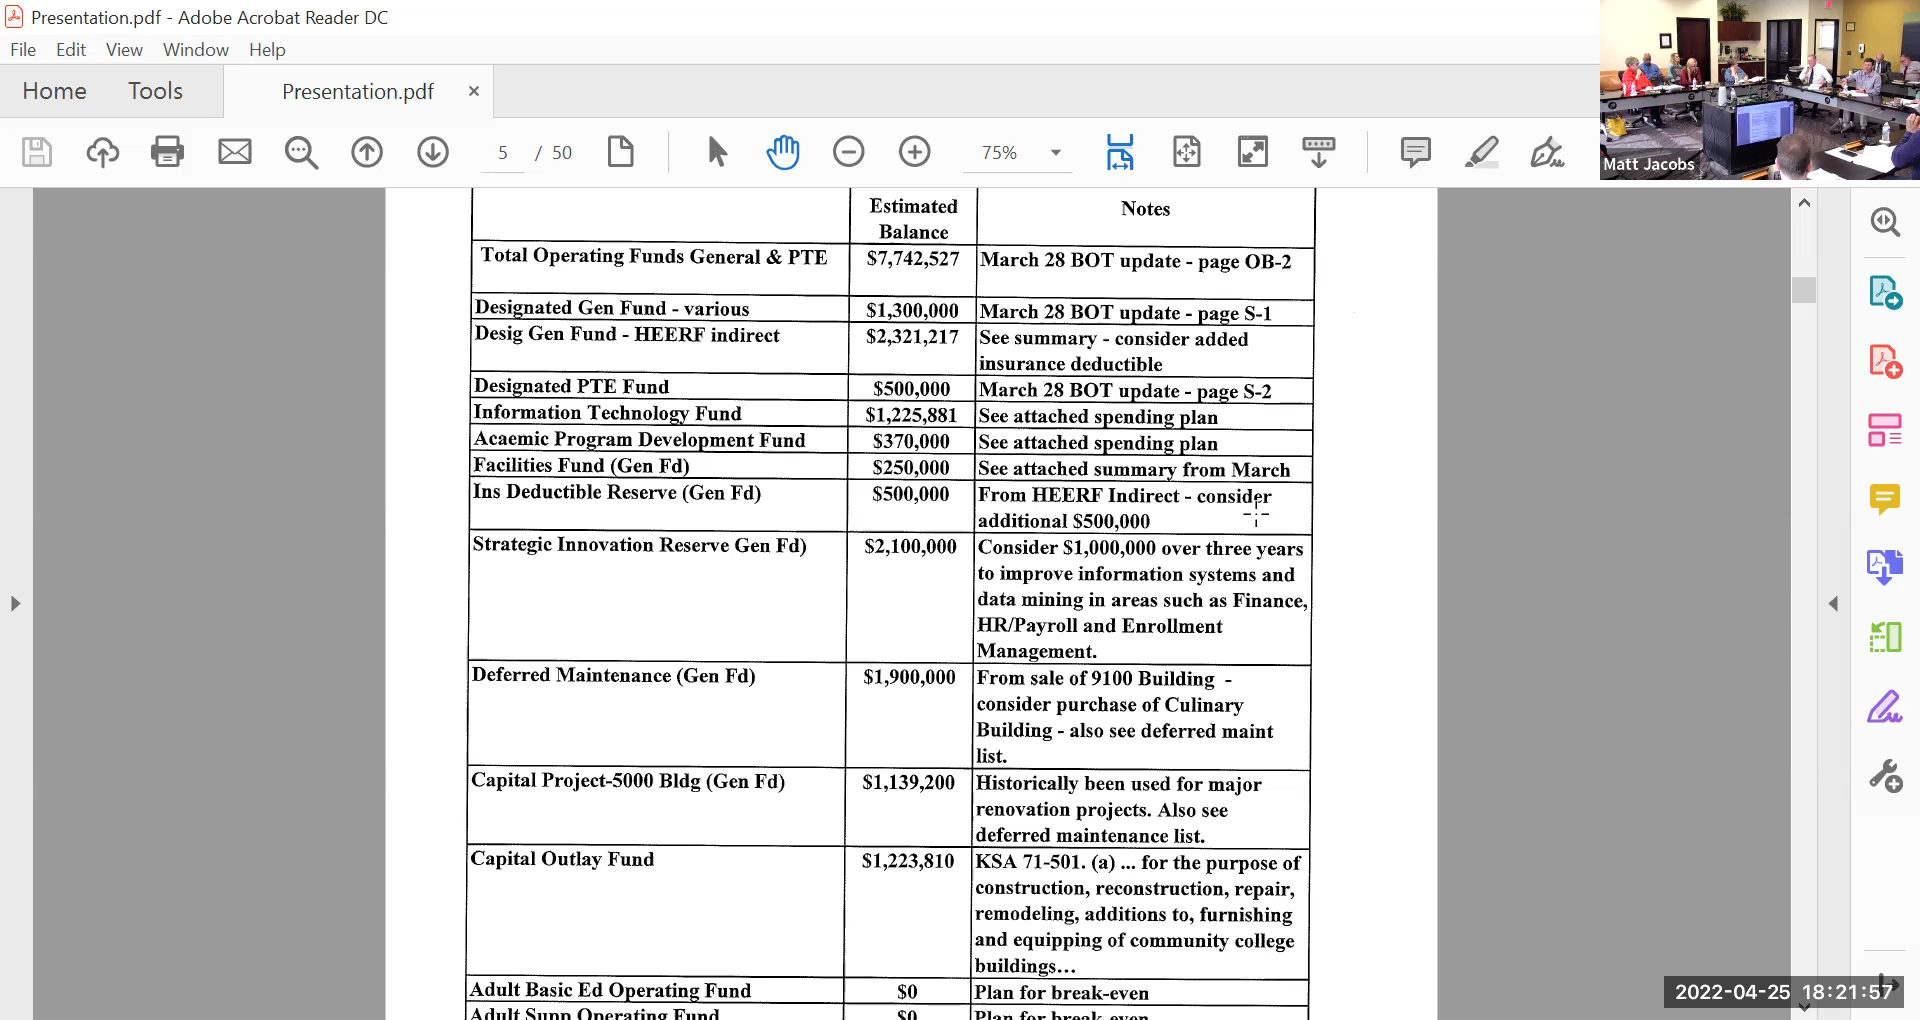 Presentation.pdf - Adobe Acrobat Reader DC
File Edit View Window Help
Home Tools Presentation.pdf ×
5 / 50 75%
Matt Jacobs
Estimated Balance Notes
Total Operating Funds General & PTE $7,742,527 March 28 BOT update - page OB-2
Designated Gen Fund - various $1,300,000 March 28 BOT update - page S-1
Desig Gen Fund - HEERF indirect $2,321,217 See summary - consider added
insurance deductible
Designated PTE Fund $500,000 March 28 BOT update - page S-2
Information Technology Fund $1,225,881 See attached spending plan
Acaemic Program Development Fund $370,000 See attached spending plan
Facilities Fund (Gen Fd) $250,000 See attached summary from March
Ins Deductible Reserve (Gen Fd) $500,000 From HEERF Indirect - consider
additional $500,000
Strategic Innovation Reserve Gen Fd) $2,100,000 Consider $1,000,000 over three years
to improve information systems and
data mining in areas such as Finance,
HR/Payroll and Enrollment
Management.
Deferred Maintenance (Gen Fd) $1,900,000 From sale of 9100 Building -
consider purchase of Culinary
Building - also see deferred maint
list.
Capital Project-5000 Bldg (Gen Fd) $1,139,200 Historically been used for major
renovation projects. Also see
deferred maintenance list.
Capital Outlay Fund $1,223,810 KSA 71-501. (a) ... for the purpose of
construction, reconstruction, repair,
remodeling, additions to, furnishing
and equipping of community college
buildings...
Adult Basic Ed Operating Fund $0 Plan for break-even
Adult Supp Operating Fund $0 Plan for break-even
2022-04-25 18:21:57